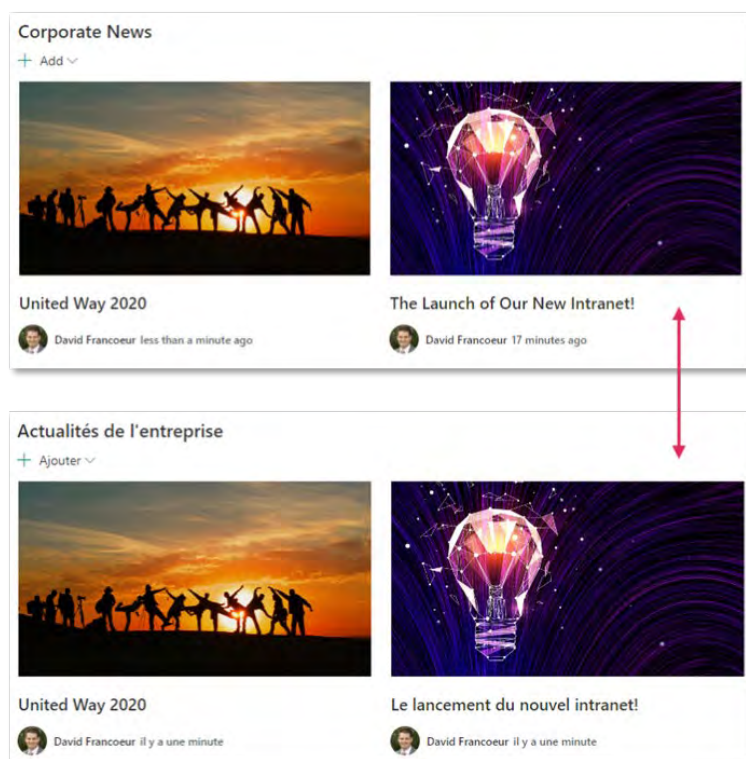 Corporate News
+ Add
United Way 2020
The Launch of Our New Intranet!
David Francoeur less than a minute ago
David Francoeur 17 minutes ago
Actualités de l'entreprise
+ Ajouter
United Way 2020
Le lancement du nouvel intranet!
David Francoeur il y a une minute
David Francoeur il y a une minute